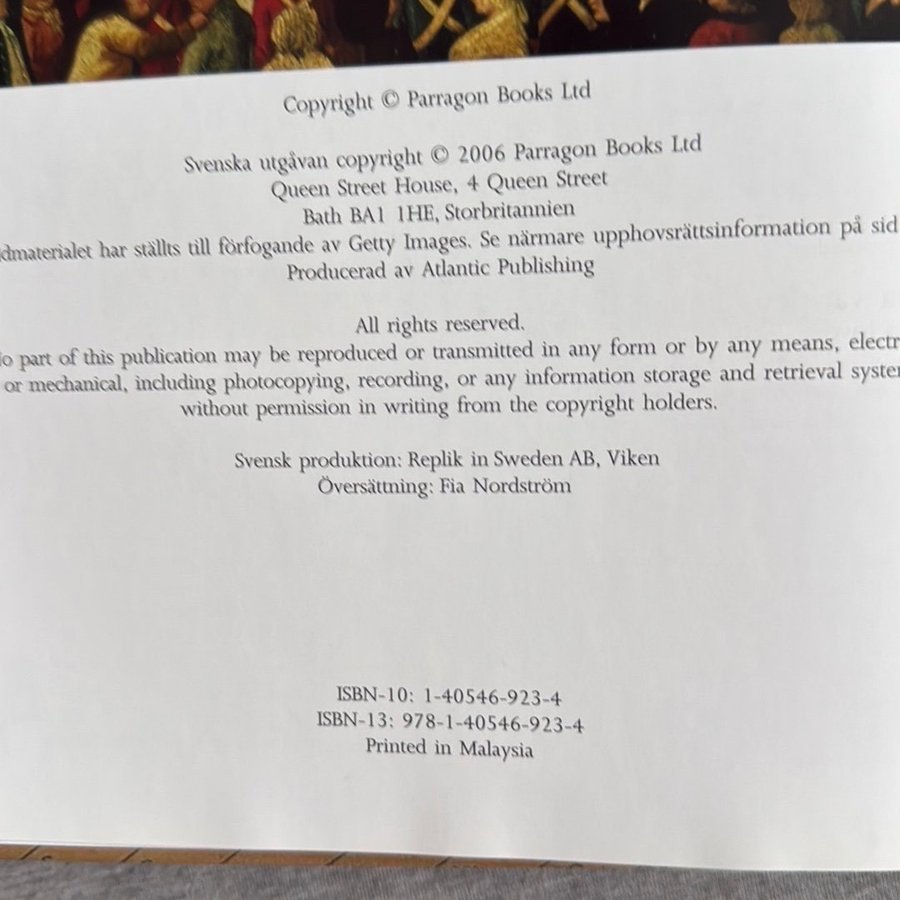 Copyright © Parragon Books Ltd
Svenska utgåvan copyright © 2006 Parragon Books Ltd
Queen Street House, 4 Queen Street
Bath BA1 1HE, Storbritannien
dmaterialet har ställts till förfogande av Getty Images. Se närmare upphovsrättsinformation på sid
Producerad av Atlantic Publishing
All rights reserved.
o part of this publication may be reproduced or transmitted in any form or by any means, electr
or mechanical, including photocopying, recording, or any information storage and retrieval syste
without permission in writing from the copyright holders.
Svensk produktion: Replik in Sweden AB, Viken
Översättning: Fia Nordström
ISBN-10: 1-40546-923-4
ISBN-13: 978-1-40546-923-4
Printed in Malaysia